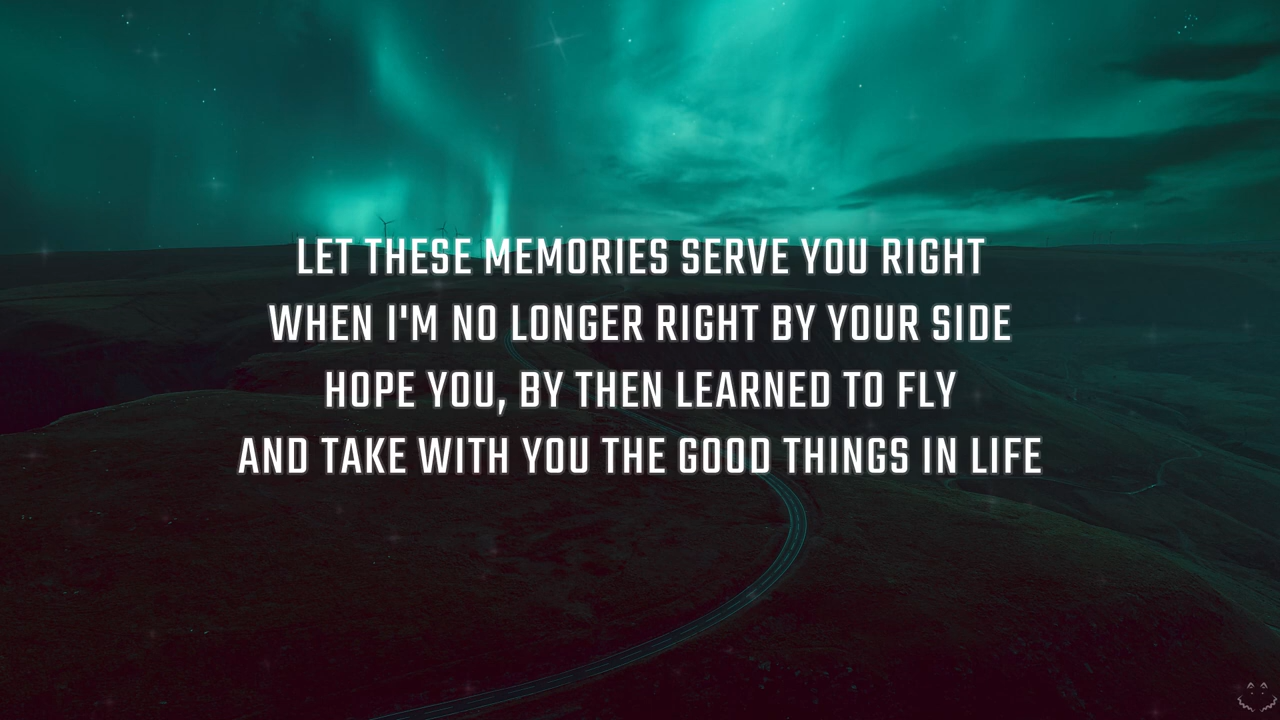 LET THESE MEMORIES SERVE YOU RIGHT
WHEN I'M NO LONGER RIGHT BY YOUR SIDE
HOPE YOU, BY THEN LEARNED TO FLY
AND TAKE WITH YOU THE GOOD THINGS IN LIFE